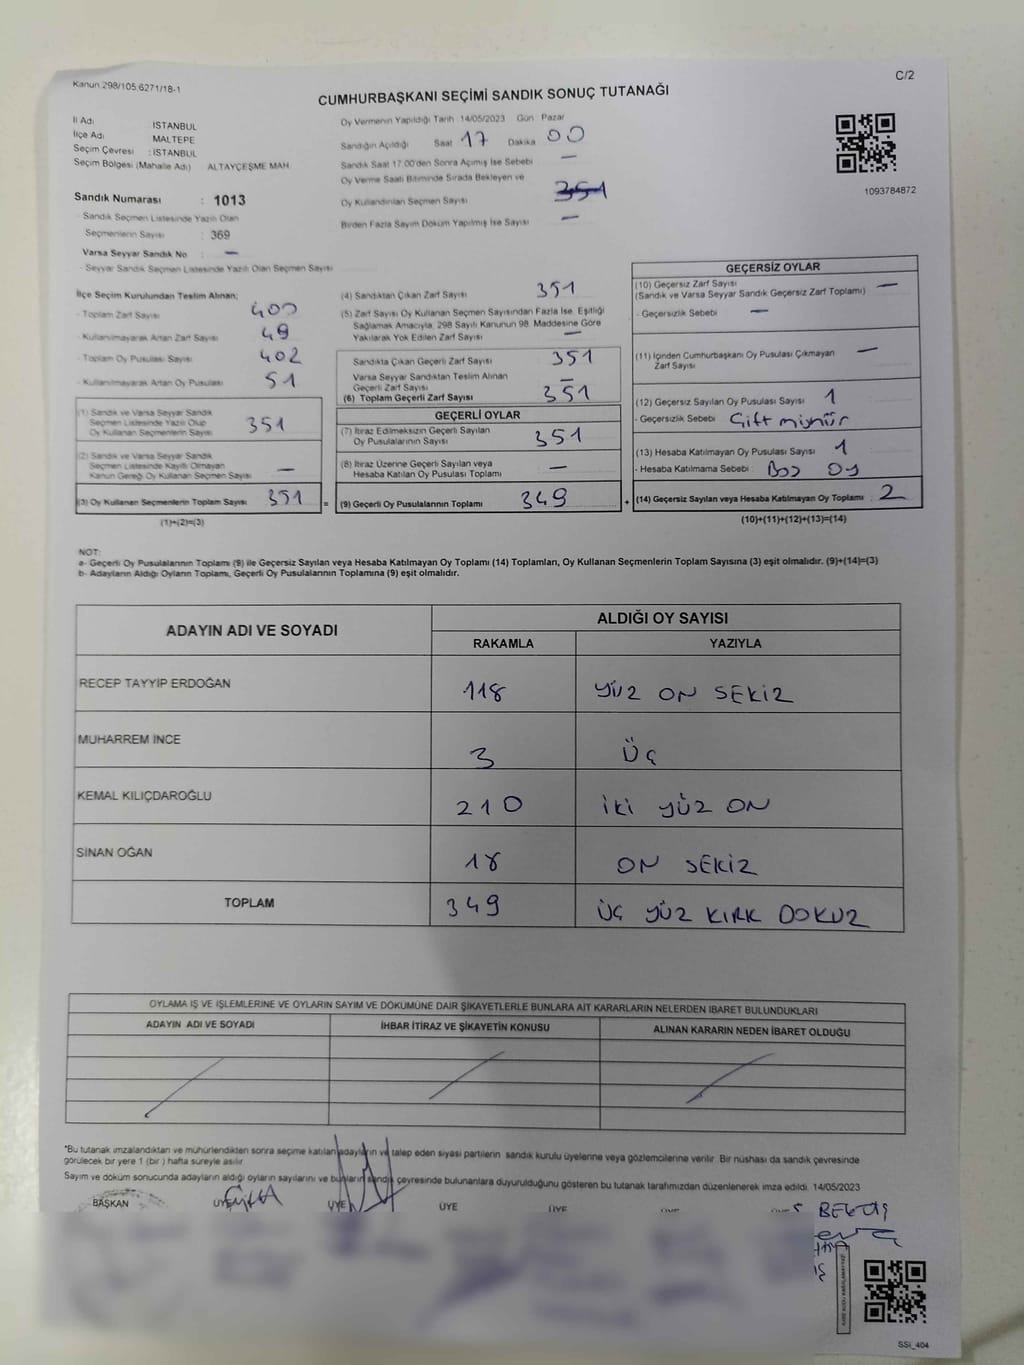 Kanun 298/105,6271/18-1
C/2
CUMHURBAŞKANI SEÇİMİ SANDIK SONUÇ TUTANAĞI
İl Adı İSTANBUL
İlçe Adı MALTEPE
Seçim Çevresi : İSTANBUL
Seçim Bölgesi (Mahalle Adı) ALTAYÇEŞME MAH.
Oy Vermenin Yapıldığı Tarih :14/05/2023 Gün Pazar
Sandığın Açıldığı Saat 17 Dakika 00
Sandık Saat 17:00'den Sonra Açılmış İse Sebebi —
Oy Verme Saati Bitiminde Sırada Bekleyen ve
Oy Kullandırılan Seçmen Sayısı 351
Birden Fazla Sayım Döküm Yapılmış İse Sayısı —
1093784872
Sandık Numarası : 1013
- Sandık Seçmen Listesinde Yazılı Olan
Seçmenlerin Sayısı : 369
Varsa Seyyar Sandık No : —
- Seyyar Sandık Seçmen Listesinde Yazılı Olan Seçmen Sayısı
İlçe Seçim Kurulundan Teslim Alınan;
- Toplam Zarf Sayısı 400
- Kullanılmayarak Artan Zarf Sayısı 49
- Toplam Oy Pusulası Sayısı 402
- Kullanılmayarak Artan Oy Pusulası 51
(1) Sandık ve Varsa Seyyar Sandık
Seçmen Listesinde Yazılı Olup
Oy Kullanan Seçmenlerin Sayısı 351
(2) Sandık ve Varsa Seyyar Sandık
Seçmen Listesinde Kayıtlı Olmayan
Kanun Gereği Oy Kullanan Seçmen Sayısı —
(3) Oy Kullanan Seçmenlerin Toplam Sayısı 351
(1)+(2)=(3)
(4) Sandıktan Çıkan Zarf Sayısı 351
(5) Zarf Sayısı Oy Kullanan Seçmen Sayısından Fazla İse, Eşitliği
Sağlamak Amacıyla, 298 Sayılı Kanunun 98. Maddesine Göre
Yakılarak Yok Edilen Zarf Sayısı —
Sandıkta Çıkan Geçerli Zarf Sayısı 351
Varsa Seyyar Sandıktan Teslim Alınan
Geçerli Zarf Sayısı —
(6) Toplam Geçerli Zarf Sayısı 351
GEÇERLİ OYLAR
(7) İtiraz Edilmeksizin Geçerli Sayılan
Oy Pusulalarının Sayısı 351
(8) İtiraz Üzerine Geçerli Sayılan veya
Hesaba Katılan Oy Pusulası Toplamı —
= (9) Geçerli Oy Pusulalarının Toplamı 349
GEÇERSİZ OYLAR
(10) Geçersiz Zarf Sayısı —
(Sandık ve Varsa Seyyar Sandık Geçersiz Zarf Toplamı)
- Geçersizlik Sebebi —
(11) İçinden Cumhurbaşkanı Oy Pusulası Çıkmayan
Zarf Sayısı —
(12) Geçersiz Sayılan Oy Pusulası Sayısı 1
- Geçersizlik Sebebi Çift mühür
(13) Hesaba Katılmayan Oy Pusulası Sayısı 1
- Hesaba Katılmama Sebebi : Boş oy
+ (14) Geçersiz Sayılan veya Hesaba Katılmayan Oy Toplamı : 2
(10)+(11)+(12)+(13)=(14)
NOT:
a- Geçerli Oy Pusulalarının Toplamı (9) ile Geçersiz Sayılan veya Hesaba Katılmayan Oy Toplamı (14) Toplamları, Oy Kullanan Seçmenlerin Toplam Sayısına (3) eşit olmalıdır. (9)+(14)=(3)
b- Adayların Aldığı Oyların Toplamı, Geçerli Oy Pusulalarının Toplamına (9) eşit olmalıdır.
ADAYIN ADI VE SOYADI
ALDIĞI OY SAYISI
RAKAMLA YAZIYLA
RECEP TAYYİP ERDOĞAN 118 YÜZ ON SEKİZ
MUHARREM İNCE 3 ÜÇ
KEMAL KILIÇDAROĞLU 210 İKİ YÜZ ON
SİNAN OĞAN 18 ON SEKİZ
TOPLAM 349 ÜÇ YÜZ KIRK DOKUZ
OYLAMA İŞ VE İŞLEMLERİNE VE OYLARIN SAYIM VE DÖKÜMÜNE DAİR ŞİKAYETLERLE BUNLARA AİT KARARLARIN NELERDEN İBARET BULUNDUKLARI
ADAYIN ADI VE SOYADI İHBAR İTİRAZ VE ŞİKAYETİN KONUSU ALINAN KARARIN NEDEN İBARET OLDUĞU
*Bu tutanak imzalandıktan ve mühürlendikten sonra seçime katılan adayların ve talep eden siyasi partilerin sandık kurulu üyelerine veya gözlemcilerine verilir. Bir nüshası da sandık çevresinde
görülecek bir yere 1 (bir) hafta süreyle asılır
Sayım ve döküm sonucunda adayların aldığı oyların sayılarını ve bunların sandık çevresinde bulunanlara duyurulduğunu gösteren bu tutanak tarafımızdan düzenlenerek imza edildi. 14/05/2023
BAŞKAN ÜYE ÜYE ÜYE ÜYE
SSİ_404